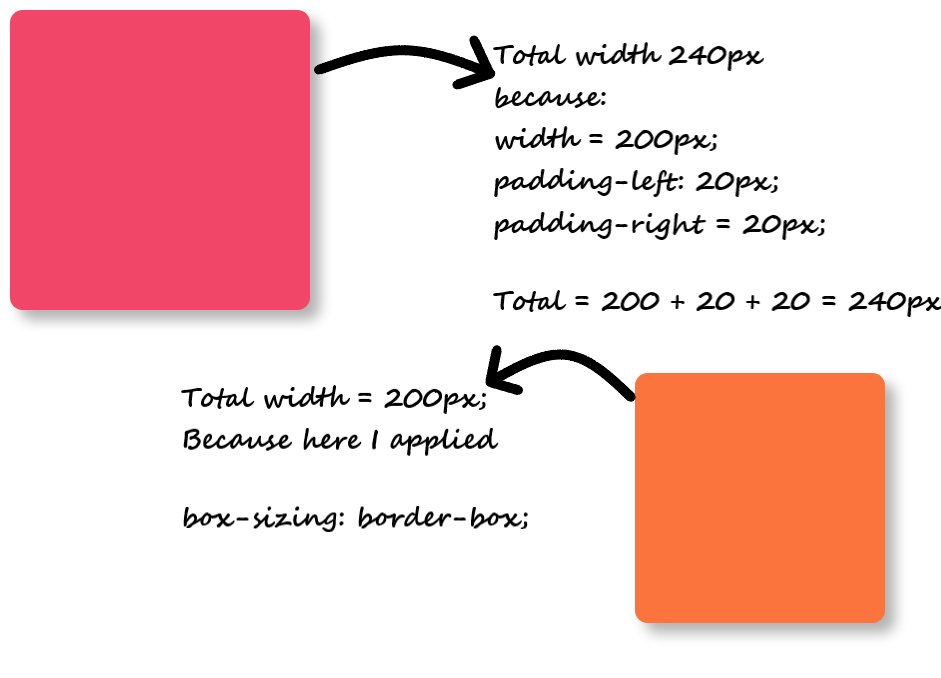 Total width 240px
because:
width = 200px;
padding-left: 20px;
padding-right = 20px;
Total = 200 + 20 + 20 = 240px
Total width = 200px;
Because here I applied
box-sizing: border-box;